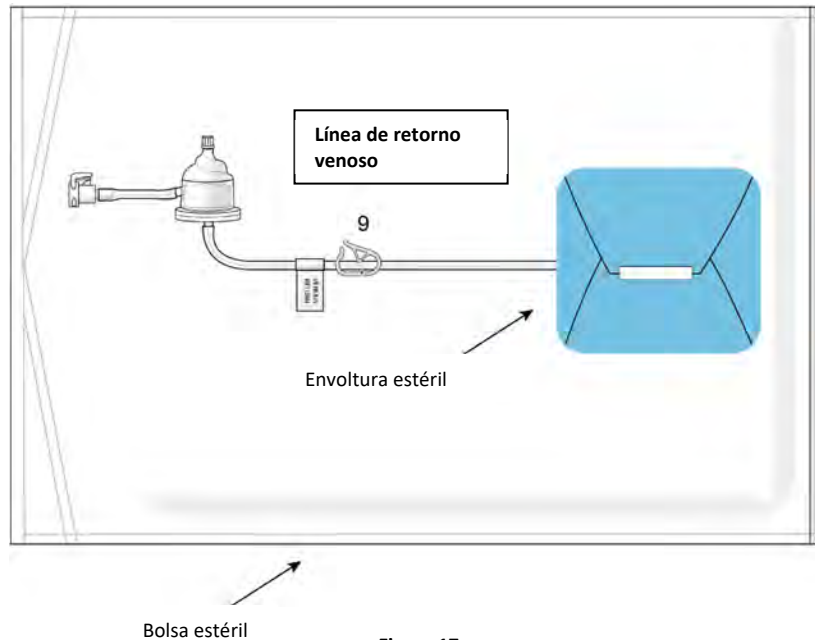 Línea de retorno
venoso
9
Envoltura estéril
Bolsa estéril